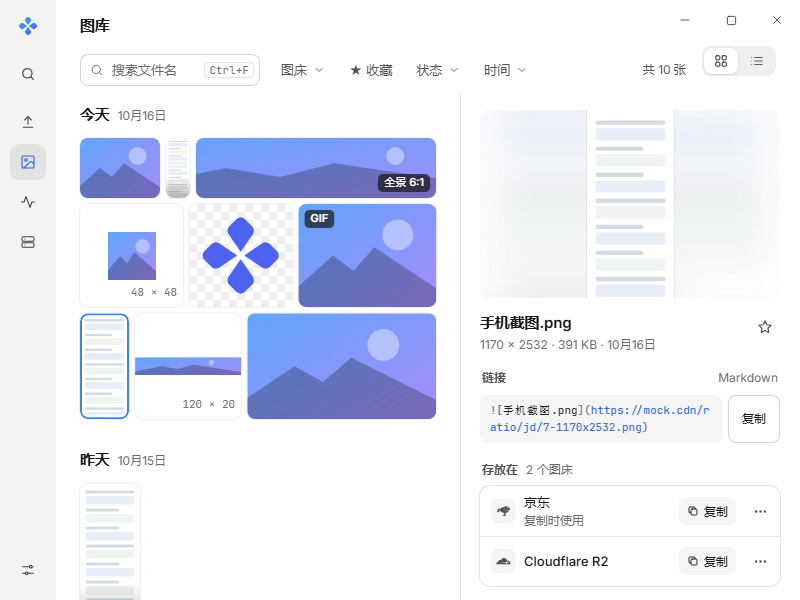 图库
搜索文件名 Ctrl+F
图床
★ 收藏
状态
时间
共 10 张
今天 10月16日
全景 6:1
48 × 48
GIF
120 × 20
昨天 10月15日
手机截图.png
1170 × 2532 · 391 KB · 10月16日
链接 Markdown
![手机截图.png](https://mock.cdn/r
atio/jd/7-1170x2532.png)
复制
存放在 2 个图床
京东
复制时使用
复制
Cloudflare R2
复制